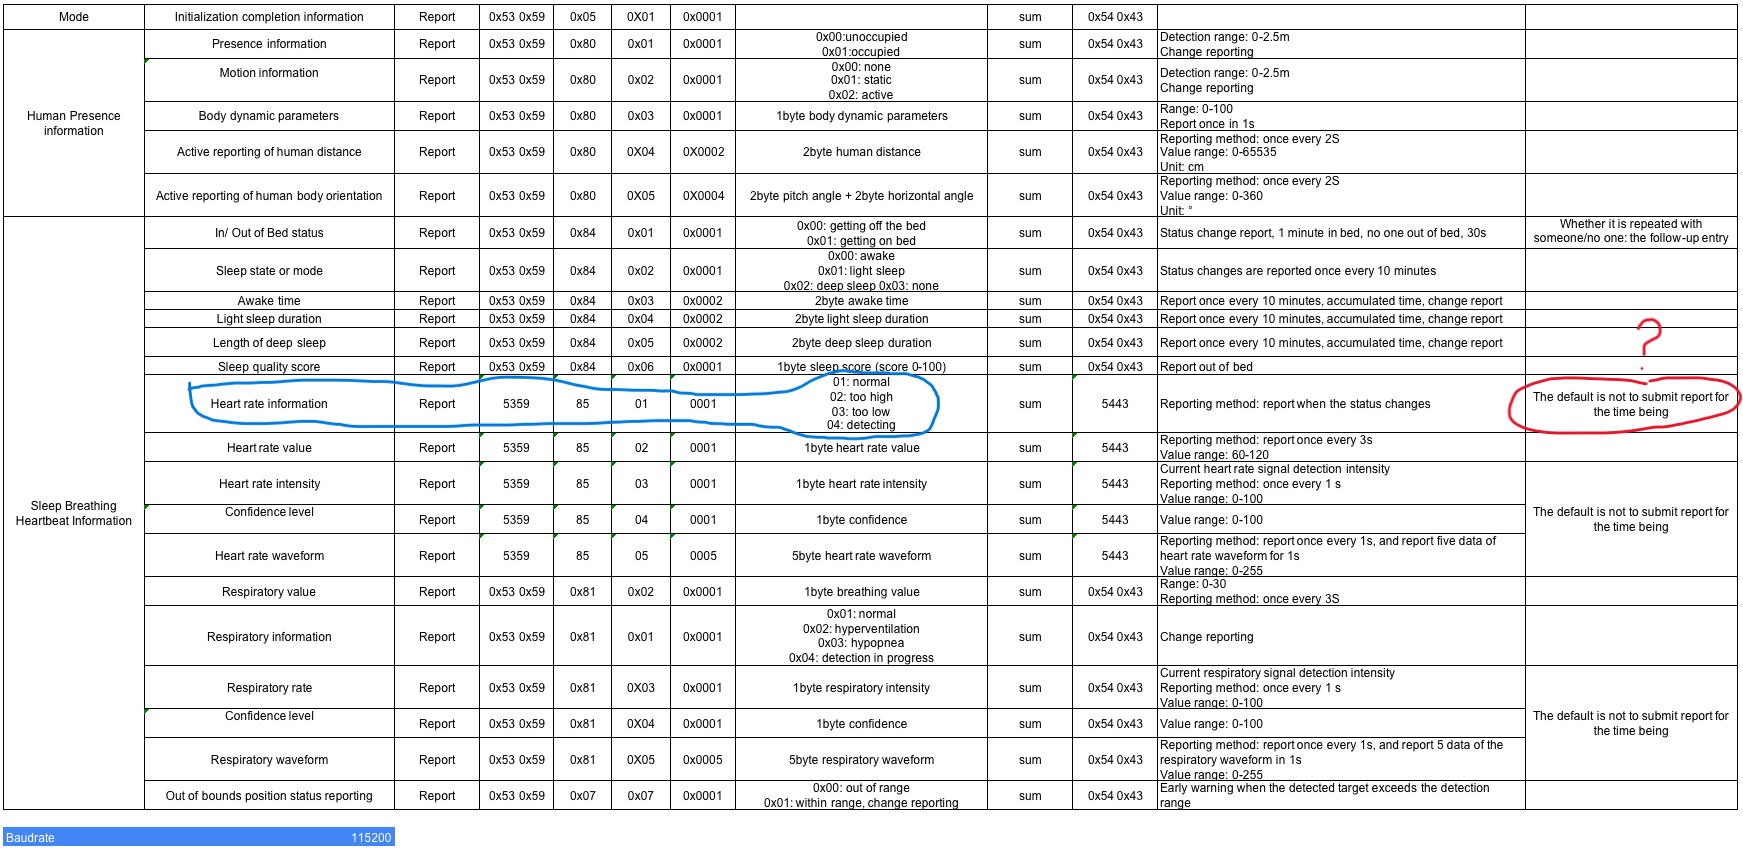 Mode Initialization completion information Report 0x53 0x59 0x05 0X01 0x0001 sum 0x54 0x43
Human Presence
information
Presence information Report 0x53 0x59 0x80 0x01 0x0001 0x00:unoccupied
0x01:occupied sum 0x54 0x43 Detection range: 0-2.5m
Change reporting
Motion information Report 0x53 0x59 0x80 0x02 0x0001 0x00: none
0x01: static
0x02: active sum 0x54 0x43 Detection range: 0-2.5m
Change reporting
Body dynamic parameters Report 0x53 0x59 0x80 0x03 0x0001 1byte body dynamic parameters sum 0x54 0x43 Range: 0-100
Report once in 1s
Active reporting of human distance Report 0x53 0x59 0x80 0X04 0X0002 2byte human distance sum 0x54 0x43 Reporting method: once every 2S
Value range: 0-65535
Unit: cm
Active reporting of human body orientation Report 0x53 0x59 0x80 0X05 0X0004 2byte pitch angle + 2byte horizontal angle sum 0x54 0x43 Reporting method: once every 2S
Value range: 0-360
Unit: °
Sleep Breathing
Heartbeat Information
In/ Out of Bed status Report 0x53 0x59 0x84 0x01 0x0001 0x00: getting off the bed
0x01: getting on bed sum 0x54 0x43 Status change report, 1 minute in bed, no one out of bed, 30s Whether it is repeated with
someone/no one: the follow-up entry
Sleep state or mode Report 0x53 0x59 0x84 0x02 0x0001 0x00: awake
0x01: light sleep
0x02: deep sleep 0x03: none sum 0x54 0x43 Status changes are reported once every 10 minutes
Awake time Report 0x53 0x59 0x84 0x03 0x0002 2byte awake time sum 0x54 0x43 Report once every 10 minutes, accumulated time, change report
Light sleep duration Report 0x53 0x59 0x84 0x04 0x0002 2byte light sleep duration sum 0x54 0x43 Report once every 10 minutes, accumulated time, change report
Length of deep sleep Report 0x53 0x59 0x84 0x05 0x0002 2byte deep sleep duration sum 0x54 0x43 Report once every 10 minutes, accumulated time, change report
?
Sleep quality score Report 0x53 0x59 0x84 0x06 0x0001 1byte sleep score (score 0-100) sum 0x54 0x43 Report out of bed
Heart rate information Report 5359 85 01 0001 01: normal
02: too high
03: too low
04: detecting sum 5443 Reporting method: report when the status changes The default is not to submit report for
the time being
Heart rate value Report 5359 85 02 0001 1byte heart rate value sum 5443 Reporting method: report once every 3s
Value range: 60-120
Heart rate intensity Report 5359 85 03 0001 1byte heart rate intensity sum 5443 Current heart rate signal detection intensity
Reporting method: once every 1 s
Value range: 0-100
Confidence level Report 5359 85 04 0001 1byte confidence sum 5443 Value range: 0-100 The default is not to submit report for
the time being
Heart rate waveform Report 5359 85 05 0005 5byte heart rate waveform sum 5443 Reporting method: report once every 1s, and report five data of
heart rate waveform for 1s
Value range: 0-255
Respiratory value Report 0x53 0x59 0x81 0x02 0x0001 1byte breathing value sum 0x54 0x43 Range: 0-30
Reporting method: once every 3S
Respiratory information Report 0x53 0x59 0x81 0x01 0x0001 0x01: normal
0x02: hyperventilation
0x03: hypopnea
0x04: detection in progress sum 0x54 0x43 Change reporting
Respiratory rate Report 0x53 0x59 0x81 0X03 0x0001 1byte respiratory intensity sum 0x54 0x43 Current respiratory signal detection intensity
Reporting method: once every 1 s
Value range: 0-100
Confidence level Report 0x53 0x59 0x81 0X04 0x0001 1byte confidence sum 0x54 0x43 Value range: 0-100 The default is not to submit report for
the time being
Respiratory waveform Report 0x53 0x59 0x81 0X05 0x0005 5byte respiratory waveform sum 0x54 0x43 Reporting method: report once every 1s, and report 5 data of the
respiratory waveform in 1s
Value range: 0-255
Out of bounds position status reporting Report 0x53 0x59 0x07 0x07 0x0001 0x00: out of range
0x01: within range, change reporting sum 0x54 0x43 Early warning when the detected target exceeds the detection
range
Baudrate 115200